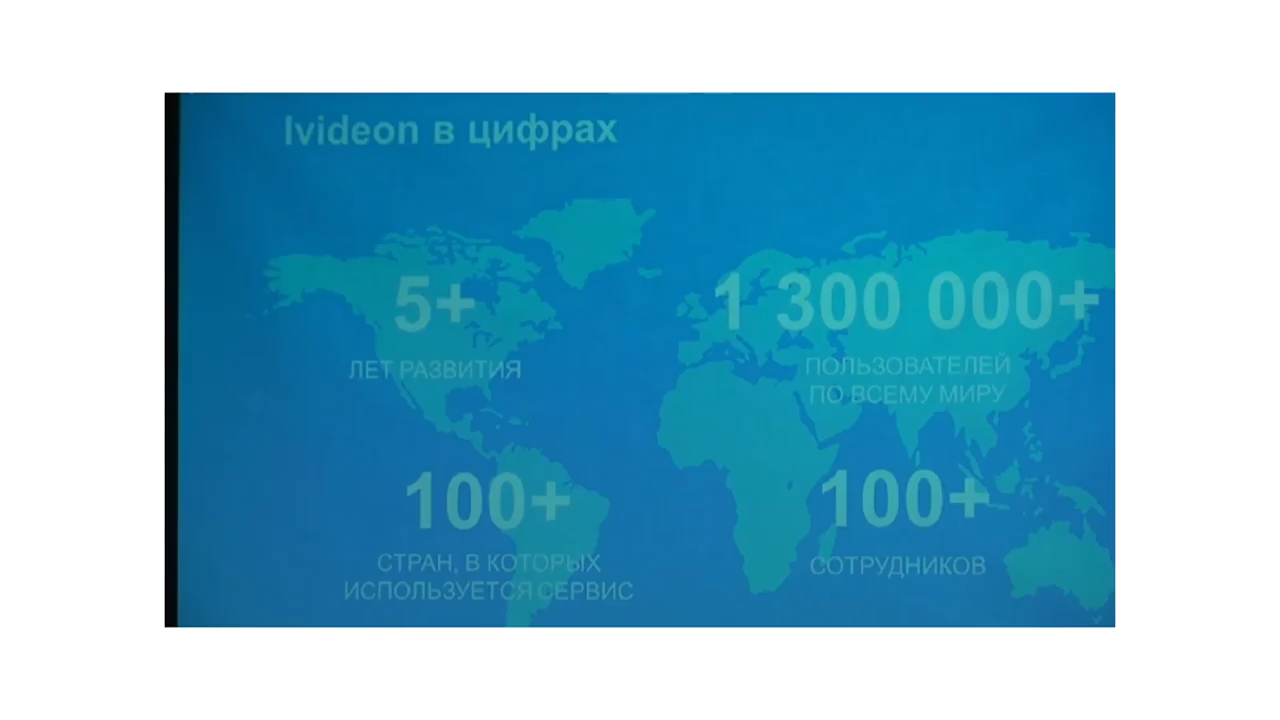 Ivideon в цифрах
5+
ЛЕТ РАЗВИТИЯ
1 300 000+
ПОЛЬЗОВАТЕЛЕЙ
ПО ВСЕМУ МИРУ
100+
СТРАН, В КОТОРЫХ
ИСПОЛЬЗУЕТСЯ СЕРВИС
100+
СОТРУДНИКОВ